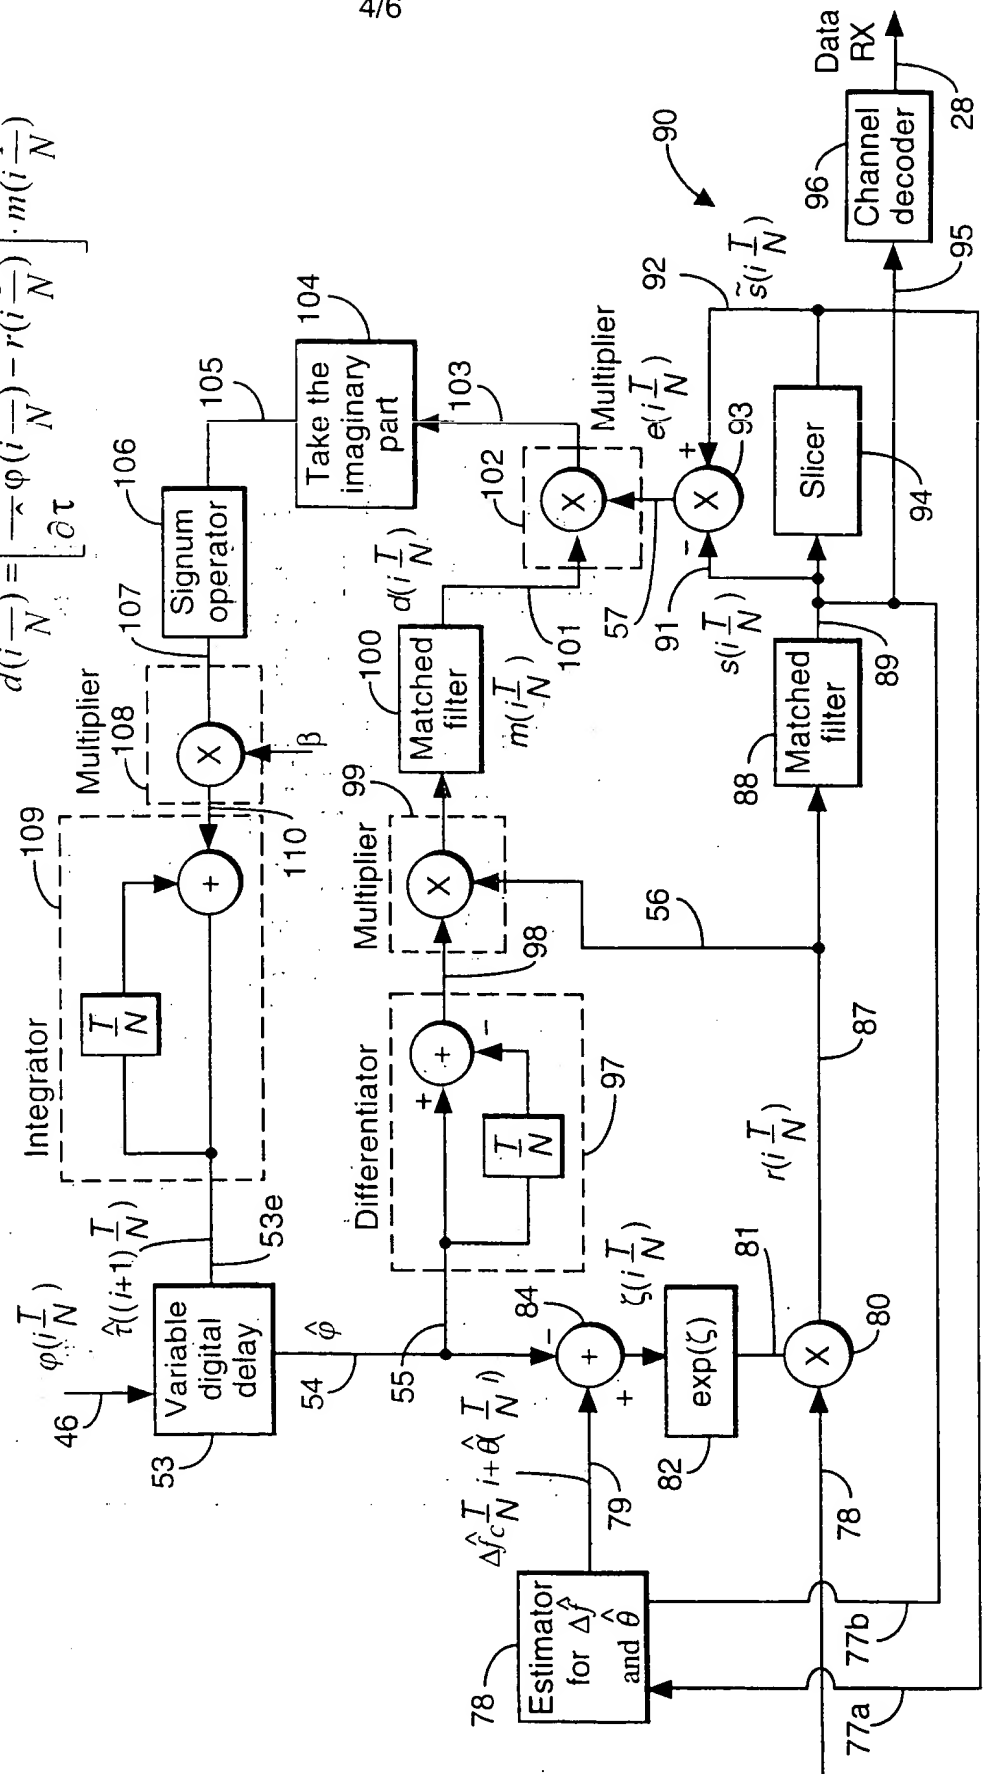 4/6
d(i T/N) = [∂/∂τ φ̂(i T/N) – r(i T/N)] · m(i T/N)
Integrator
109
T/N
+
110
Multiplier
108
X
β
107
Signum
operator
106
105
Take the
imaginary
part
104
103
φ(i T/N)
46
τ̂((i+1) T/N)
53e
Variable
digital
delay
53
φ̂
54
55
Differentiator
+
+
–
T/N
97
98
Multiplier
99
X
Matched
filter
100
d(i T/N)
m(i T/N)
101
102
X
Multiplier
57
e(i T/N)
+
X
–
93
91
92
s̃(i T/N)
90
Δf̂c T/N i + θ̂(T/N i)
79
84
–
+
+
ζ(i T/N)
exp(ζ)
82
81
X
80
56
r(i T/N)
87
Matched
filter
88
s(i T/N)
89
Slicer
94
95
Channel
decoder
96
Data
RX
28
Estimator
for Δf̂
and θ̂
78
78
77b
77a